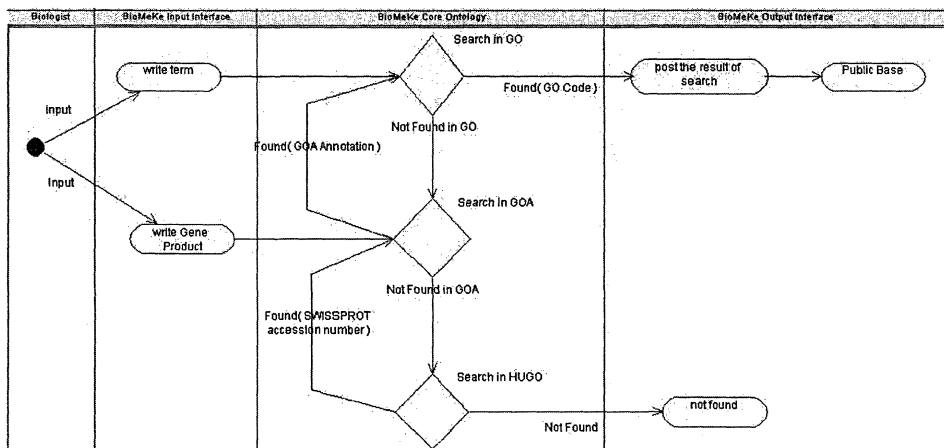 Biologist
BioMeKe Input Interface
BioMeKe Core Ontology
BioMeKe Output Interface
Search in GO
write term
post the result of
search
Public Base
input
Found( GO Code )
Not Found in GO
Found( GOA Annotation )
Input
Search in GOA
write Gene
Product
Not Found in GOA
Found( SWISSPROT
accession number )
Search in HUGO
not found
Not Found